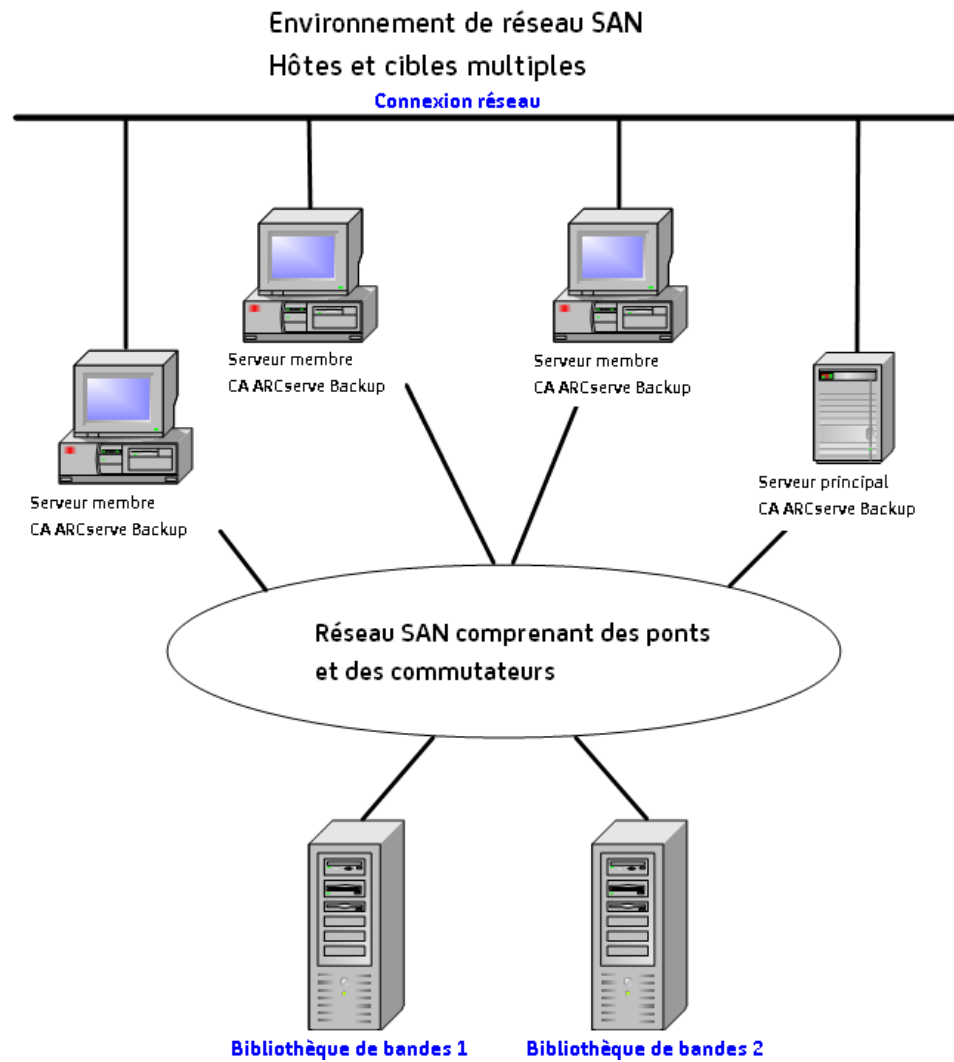 Environnement de réseau SAN
Hôtes et cibles multiples
Connexion réseau
Serveur membre
CA ARCserve Backup
Serveur membre
CA ARCserve Backup
Serveur membre
CA ARCserve Backup
Serveur principal
CA ARCserve Backup
Réseau SAN comprenant des ponts
et des commutateurs
Bibliothèque de bandes 1
Bibliothèque de bandes 2